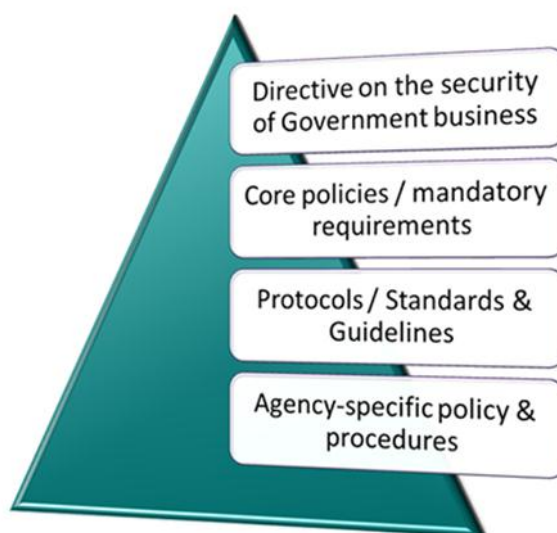 Directive on the security
of Government business
Core policies / mandatory
requirements
Protocols / Standards &
Guidelines
Agency-specific policy &
procedures